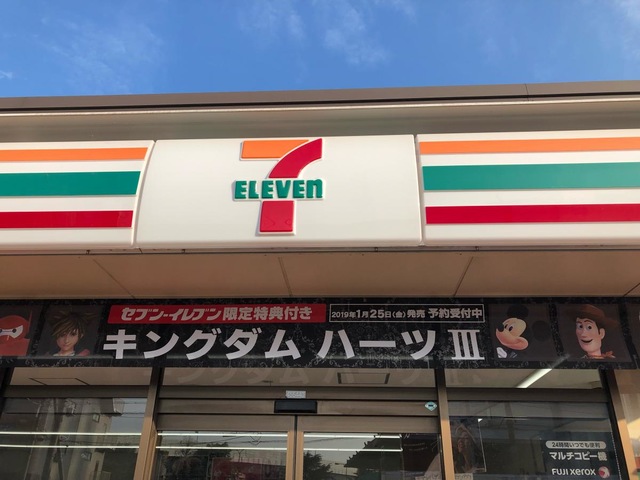 7
ELEVEn
セブン-イレブン限定特典付き
2019年1月25日(金)発売 予約受付中
キングダム ハーツ III
24時間いつでも便利
マルチコピー機
FUJI xerox